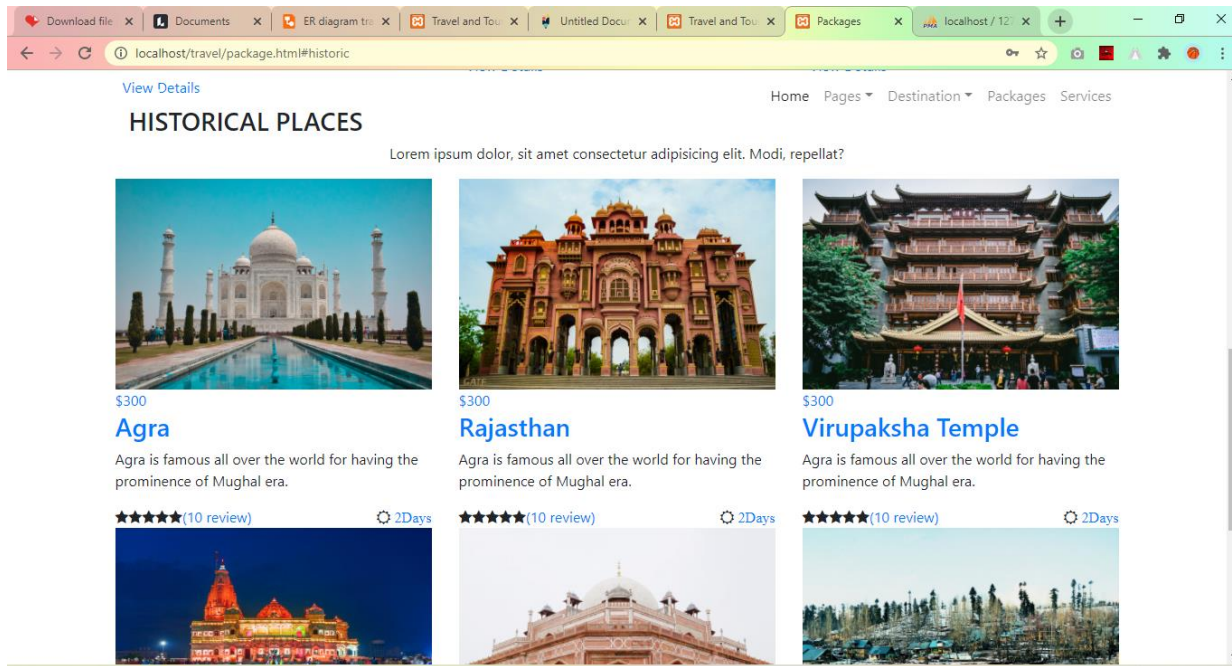 Download file
Documents
ER diagram tra
Travel and Tou
Untitled Docur
Travel and Tou
Packages
localhost / 127
localhost/travel/package.html#historic
View Details
View Details
View Details
Home Pages Destination Packages Services
HISTORICAL PLACES
Lorem ipsum dolor, sit amet consectetur adipisicing elit. Modi, repellat?
$300
Agra
Agra is famous all over the world for having the
prominence of Mughal era.
(10 review) 2Days
$300
Rajasthan
Agra is famous all over the world for having the
prominence of Mughal era.
(10 review) 2Days
$300
Virupaksha Temple
Agra is famous all over the world for having the
prominence of Mughal era.
(10 review) 2Days